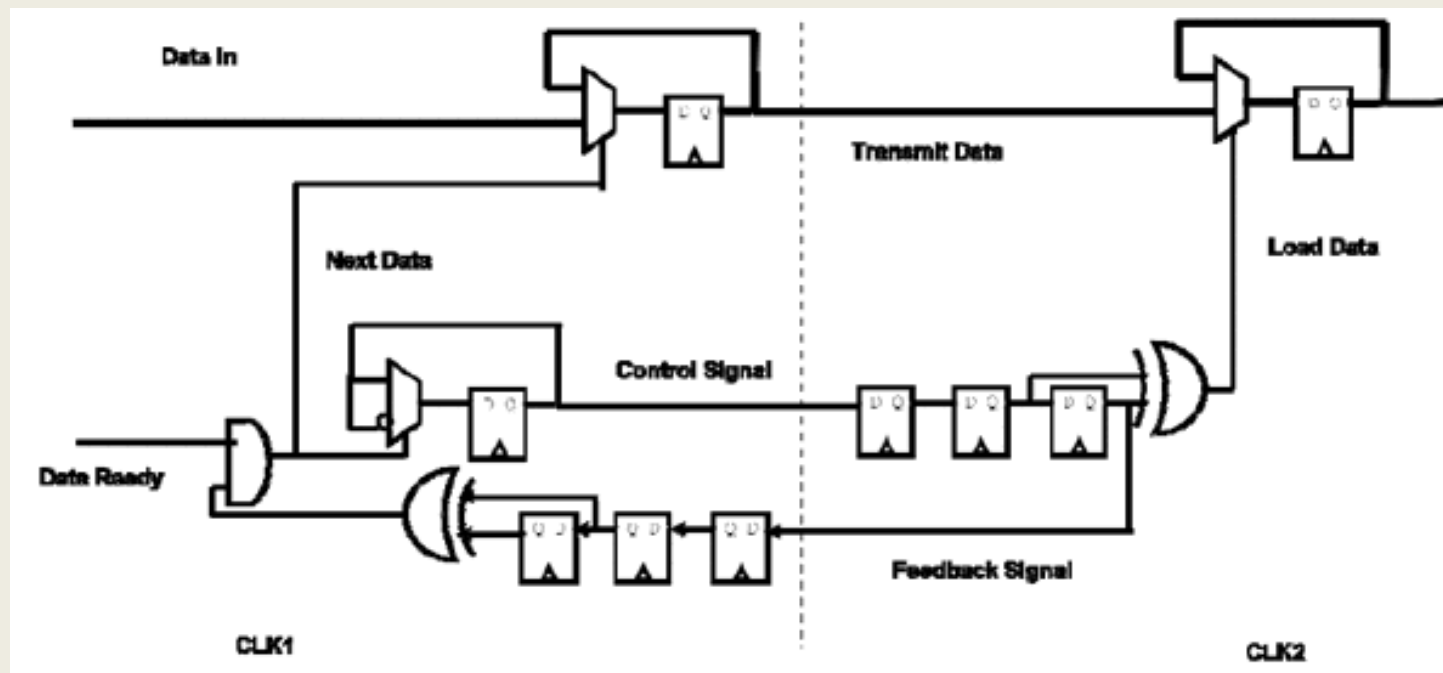 Data In
D Q
D Q
Transmit Data
Next Data
Load Data
Control Signal
D Q
D Q
D Q
D Q
Data Ready
Q D
Q D
Q D
Feedback Signal
CLK1
CLK2